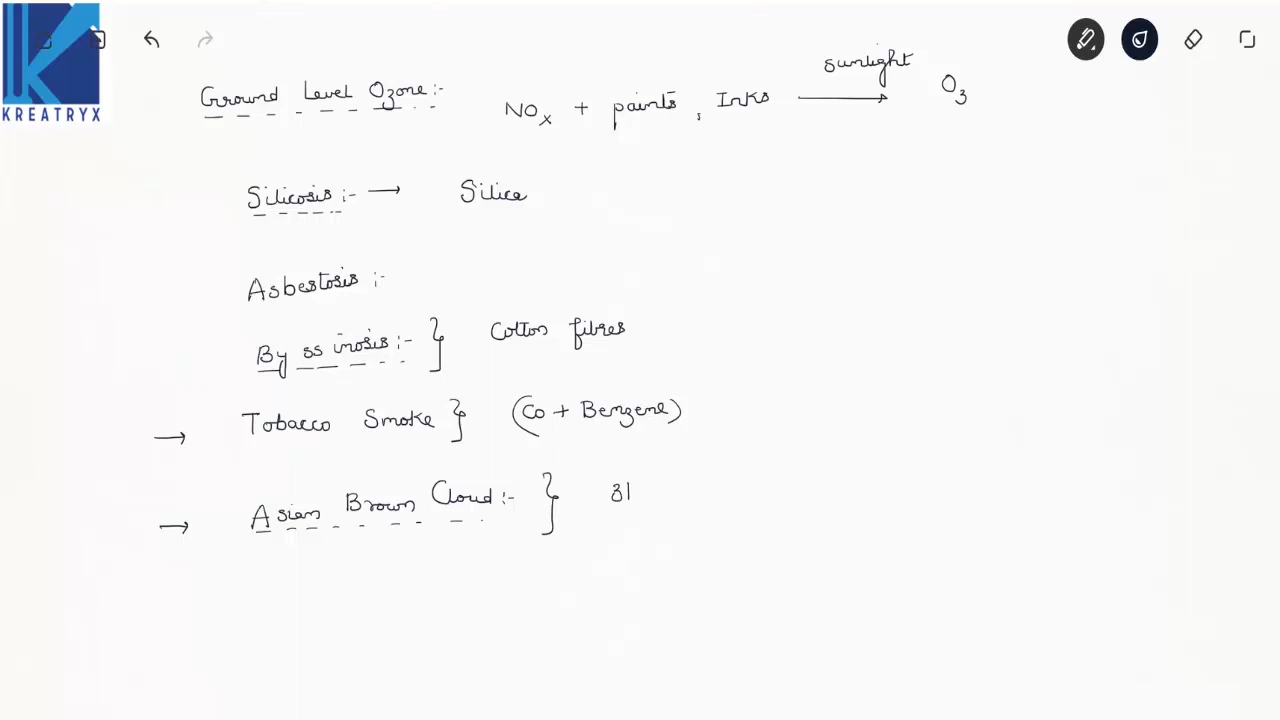 KREATRYX
Ground Level Ozone:- NOx + paints, Inks sunlight → O3
Silicosis:- → Silica
Asbestosis:-
Byssinosis:- } Cotton fibres
→ Tobacco Smoke } (CO + Benzene)
→ Asian Brown Cloud:- } 31